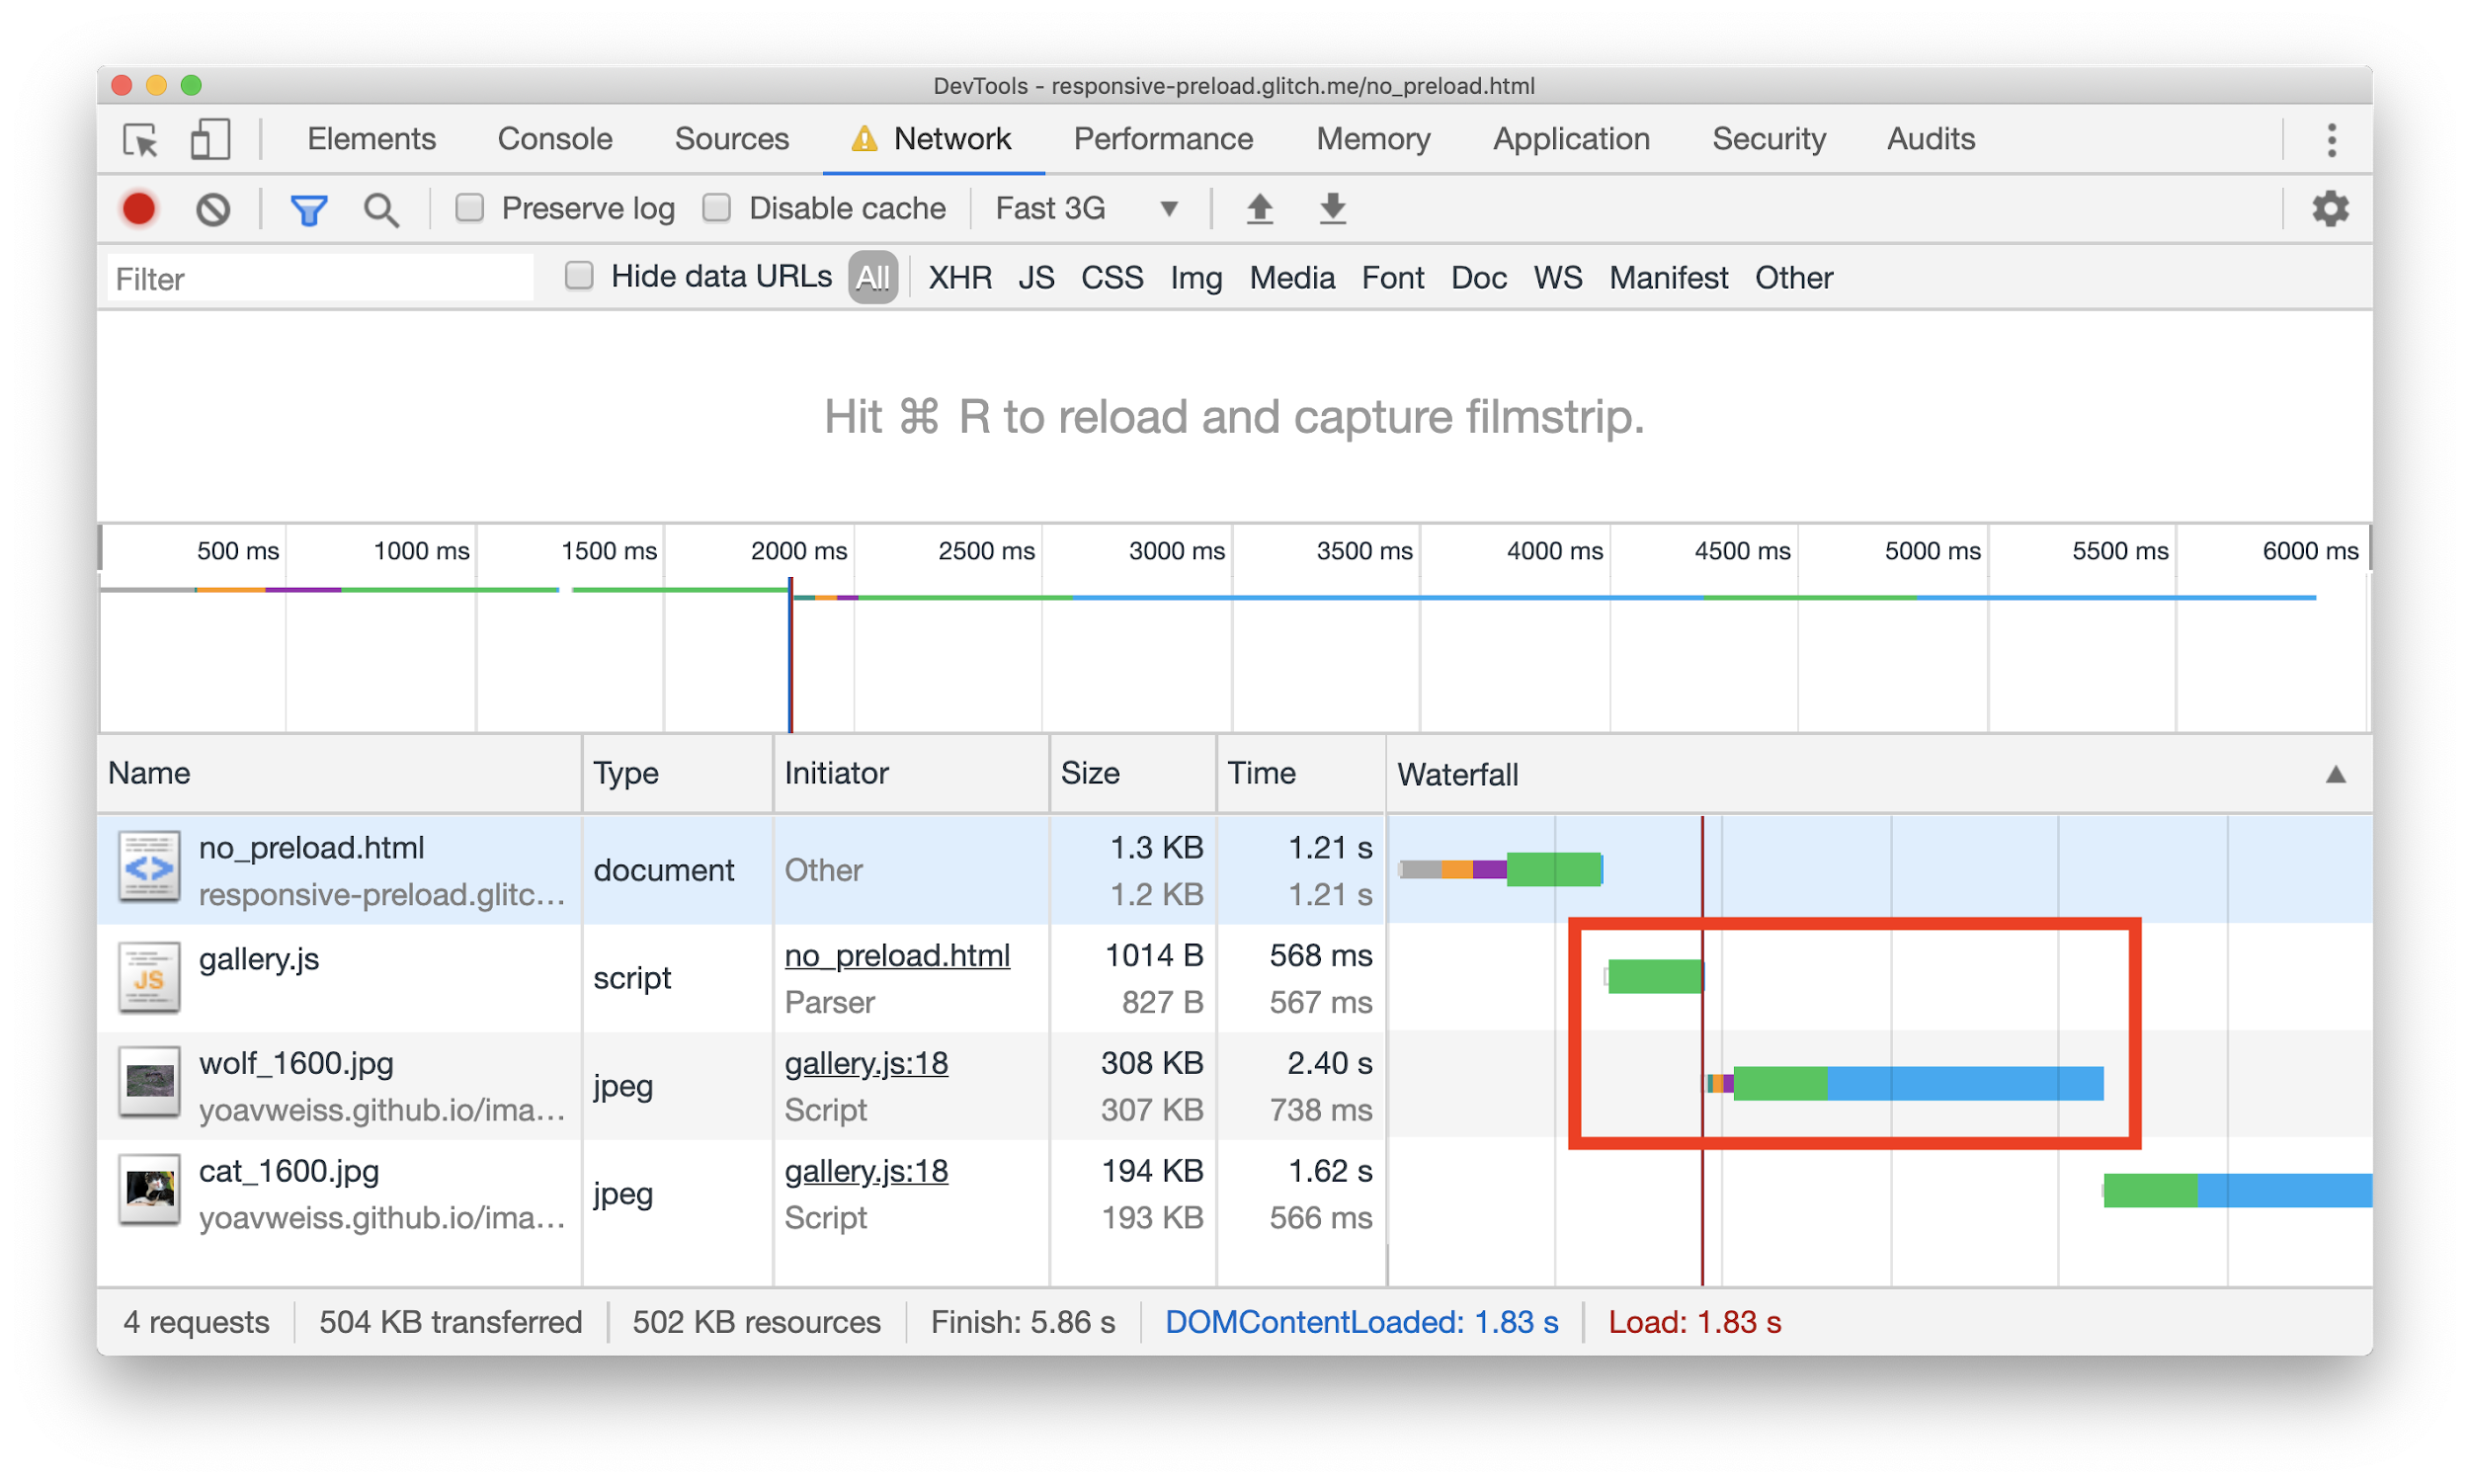 DevTools - responsive-preload.glitch.me/no_preload.html
Elements Console Sources Network Performance Memory Application Security Audits
Preserve log Disable cache Fast 3G
Filter Hide data URLs All XHR JS CSS Img Media Font Doc WS Manifest Other
Hit ⌘ R to reload and capture filmstrip.
500 ms 1000 ms 1500 ms 2000 ms 2500 ms 3000 ms 3500 ms 4000 ms 4500 ms 5000 ms 5500 ms 6000 ms
Name Type Initiator Size Time Waterfall
no_preload.html document Other 1.3 KB 1.21 s
responsive-preload.glitc... 1.2 KB 1.21 s
gallery.js script no_preload.html 1014 B 568 ms
JS Parser 827 B 567 ms
wolf_1600.jpg jpeg gallery.js:18 308 KB 2.40 s
yoavweiss.github.io/ima... Script 307 KB 738 ms
cat_1600.jpg jpeg gallery.js:18 194 KB 1.62 s
yoavweiss.github.io/ima... Script 193 KB 566 ms
4 requests 504 KB transferred 502 KB resources Finish: 5.86 s DOMContentLoaded: 1.83 s Load: 1.83 s